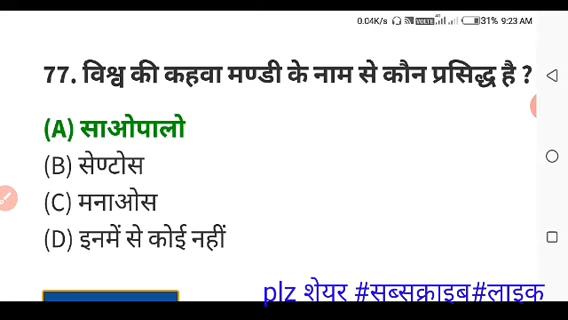 0.04K/s 31% 9:23 AM
77. विश्व की कहवा मण्डी के नाम से कौन प्रसिद्ध है ?
(A) साओपालो
(B) सेण्टोस
(C) मनाओस
(D) इनमें से कोई नहीं
plz शेयर #सब्सक्राइब#लाइक